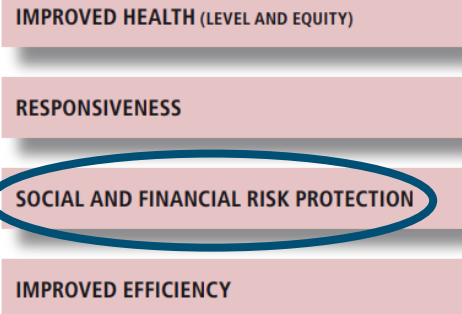 IMPROVED HEALTH (LEVEL AND EQUITY)
RESPONSIVENESS
SOCIAL AND FINANCIAL RISK PROTECTION
IMPROVED EFFICIENCY